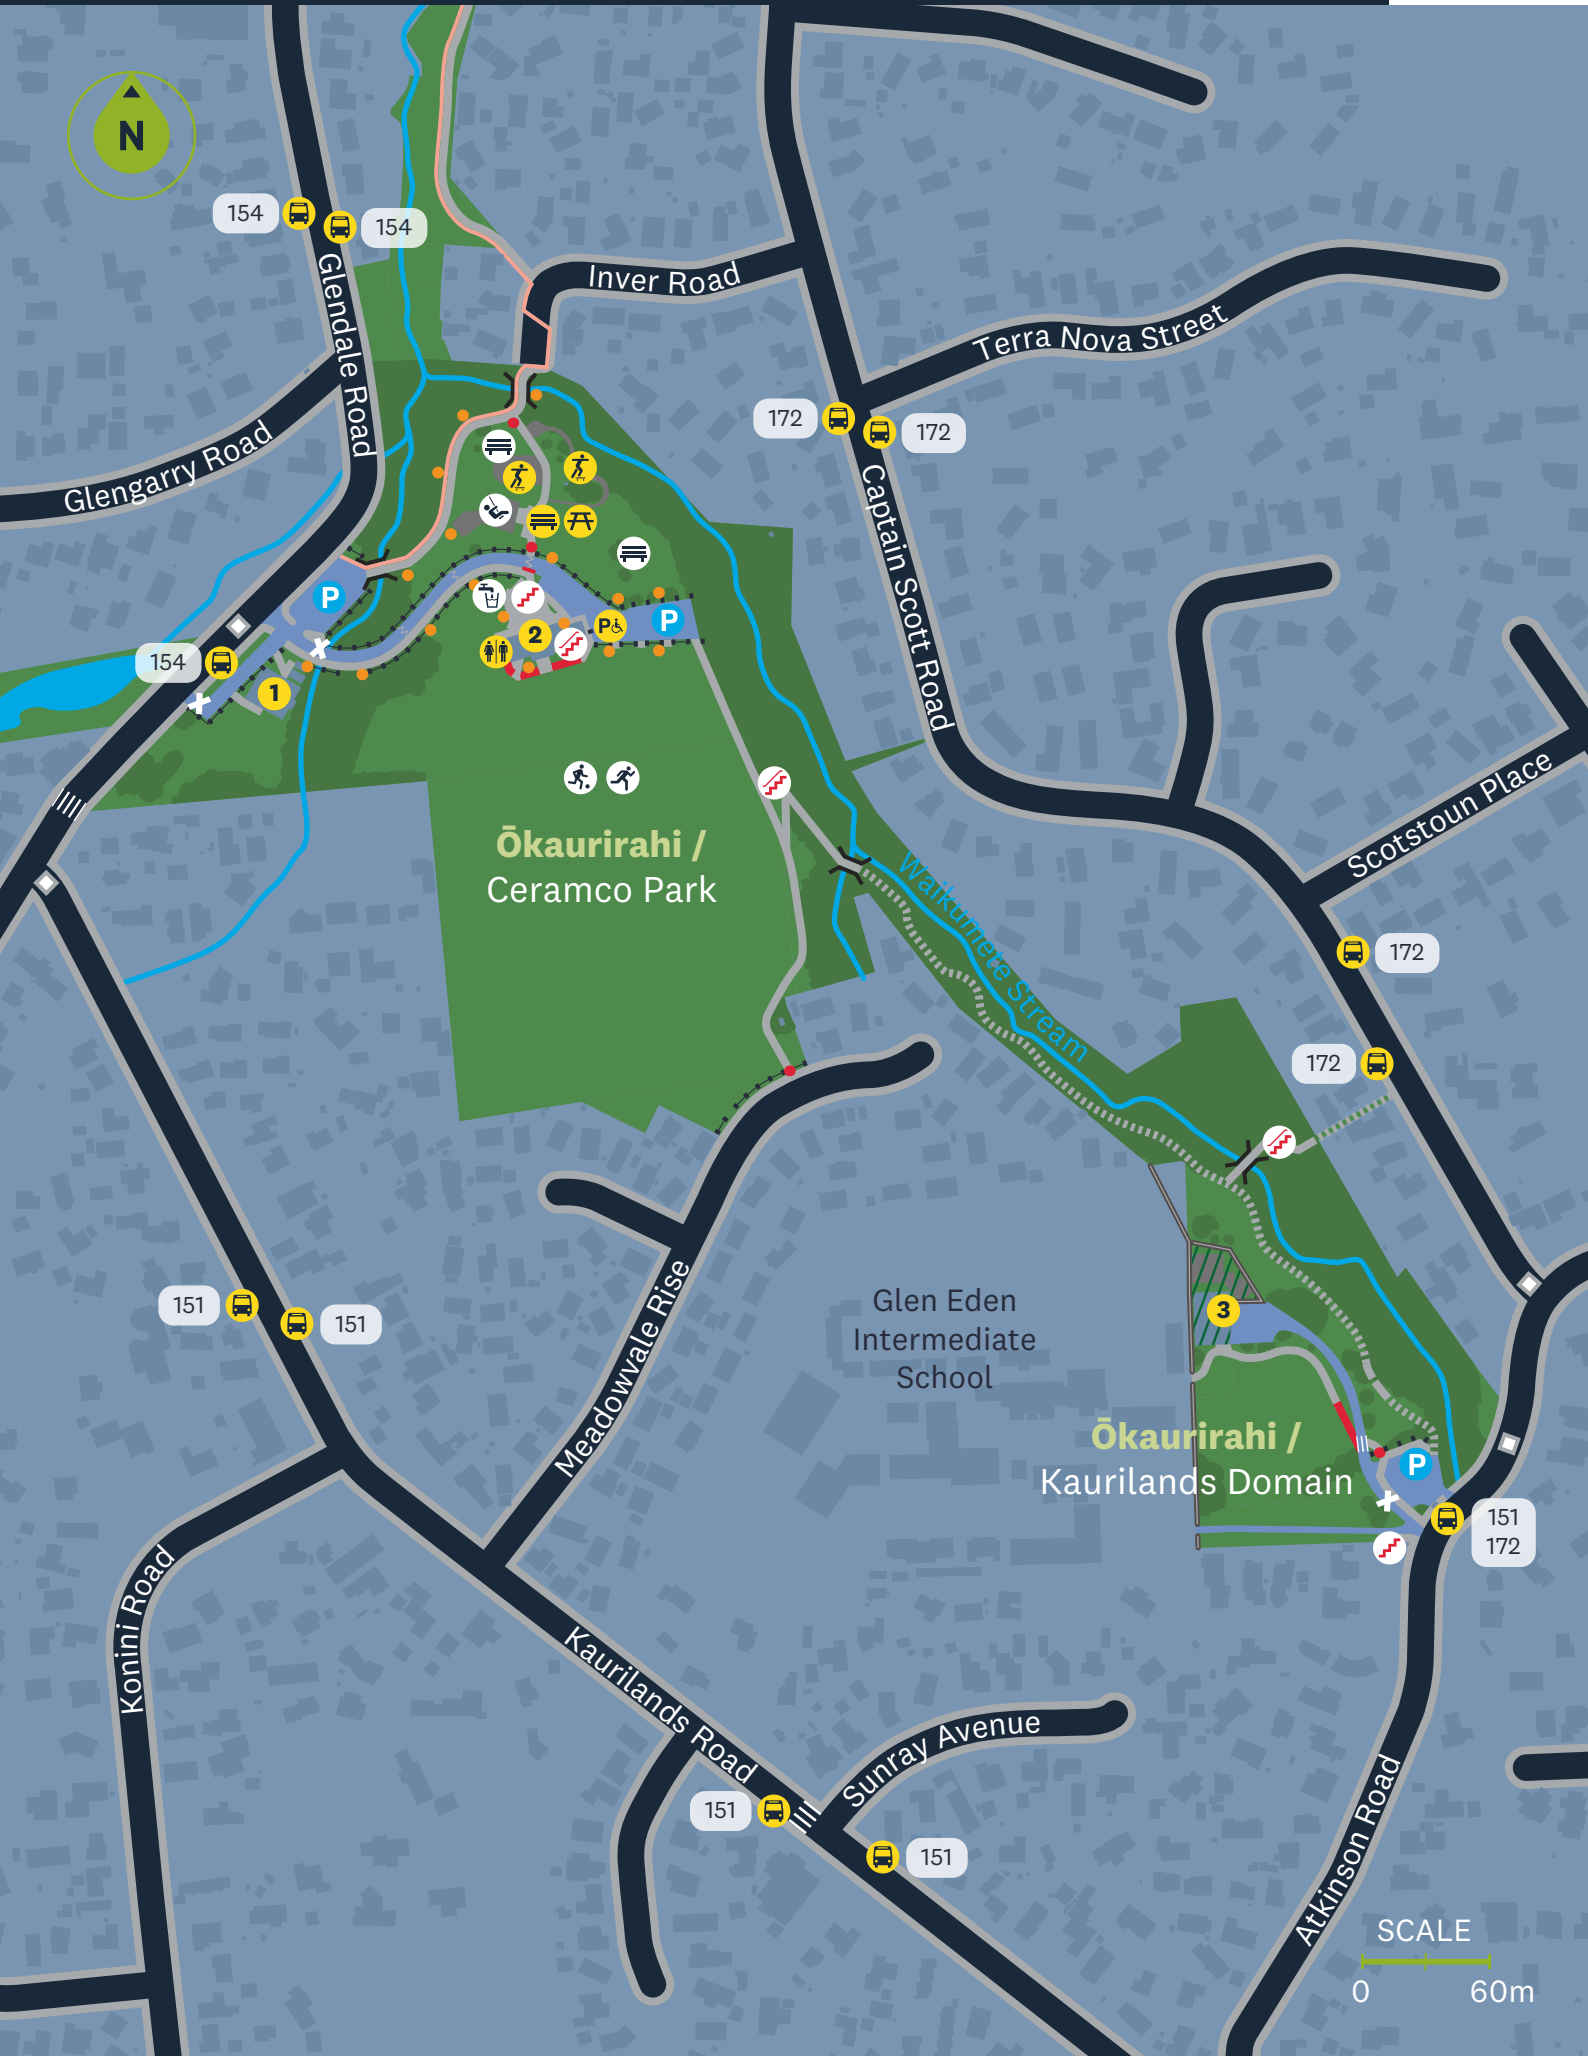 N
154
154
Glendale Road
Inver Road
Terra Nova Street
Glengarry Road
172
172
Captain Scott Road
P
P
P
2
154
1
Scotstoun Place
Ōkaurirahi /
Ceramco Park
Waikumete Stream
172
172
151
151
Meadowvale Rise
Glen Eden
Intermediate
School
3
Ōkaurirahi /
Kaurilands Domain
P
151
172
Konini Road
Kaurilands Road
Sunray Avenue
151
151
Atkinson Road
SCALE
0
60m